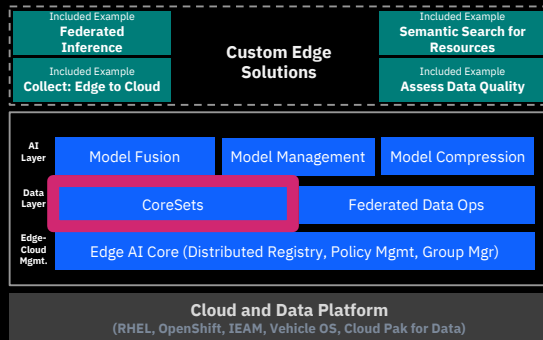 Included Example
Federated
Inference
Included Example
Collect: Edge to Cloud
Custom Edge
Solutions
Included Example
Semantic Search for
Resources
Included Example
Assess Data Quality
AI
Layer
Model Fusion
Model Management
Model Compression
Data
Layer
CoreSets
Federated Data Ops
Edge-
Cloud
Mgmt.
Edge AI Core (Distributed Registry, Policy Mgmt, Group Mgr)
Cloud and Data Platform
(RHEL, OpenShift, IEAM, Vehicle OS, Cloud Pak for Data)